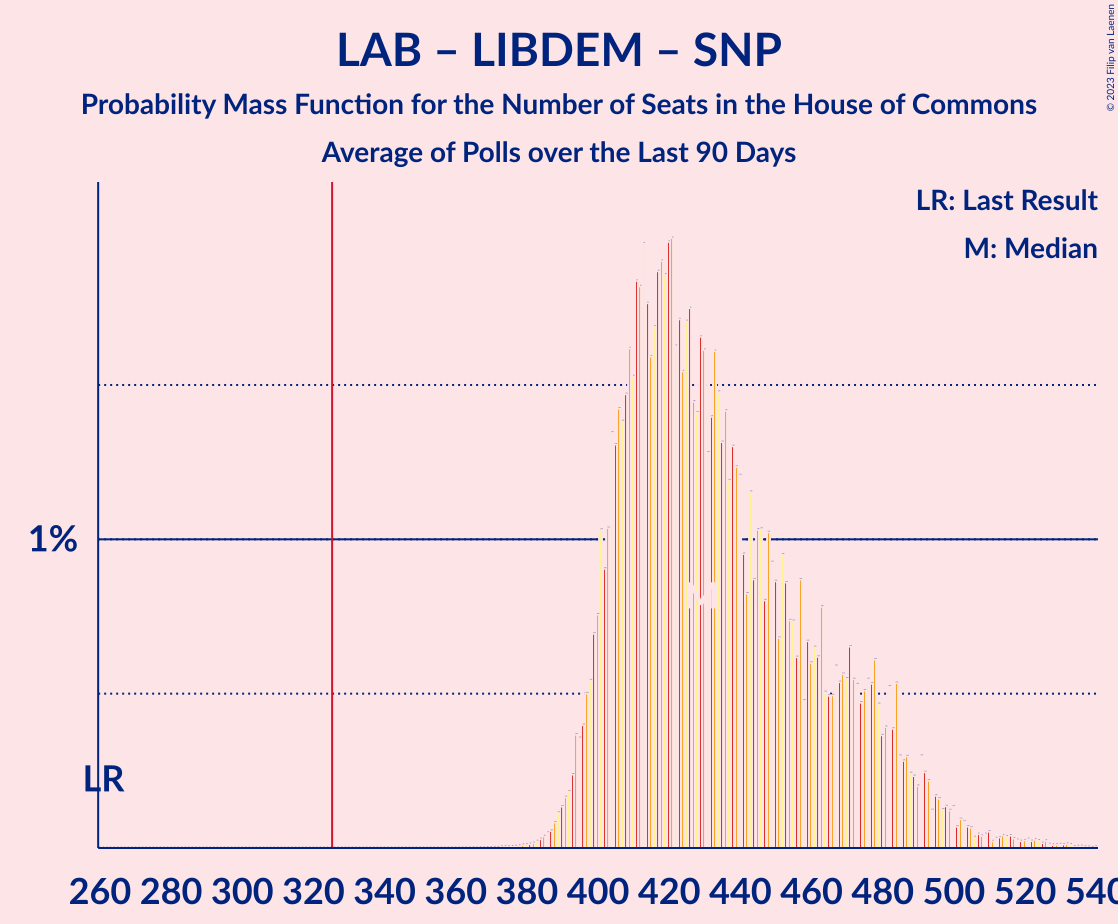 LAB – LIBDEM – SNP
Probability Mass Function for the Number of Seats in the House of Commons
Average of Polls over the Last 90 Days
© 2023 Filip van Laenen
LR: Last Result
M: Median
1%
M
LR
260 280 300 320 340 360 380 400 420 440 460 480 500 520 540